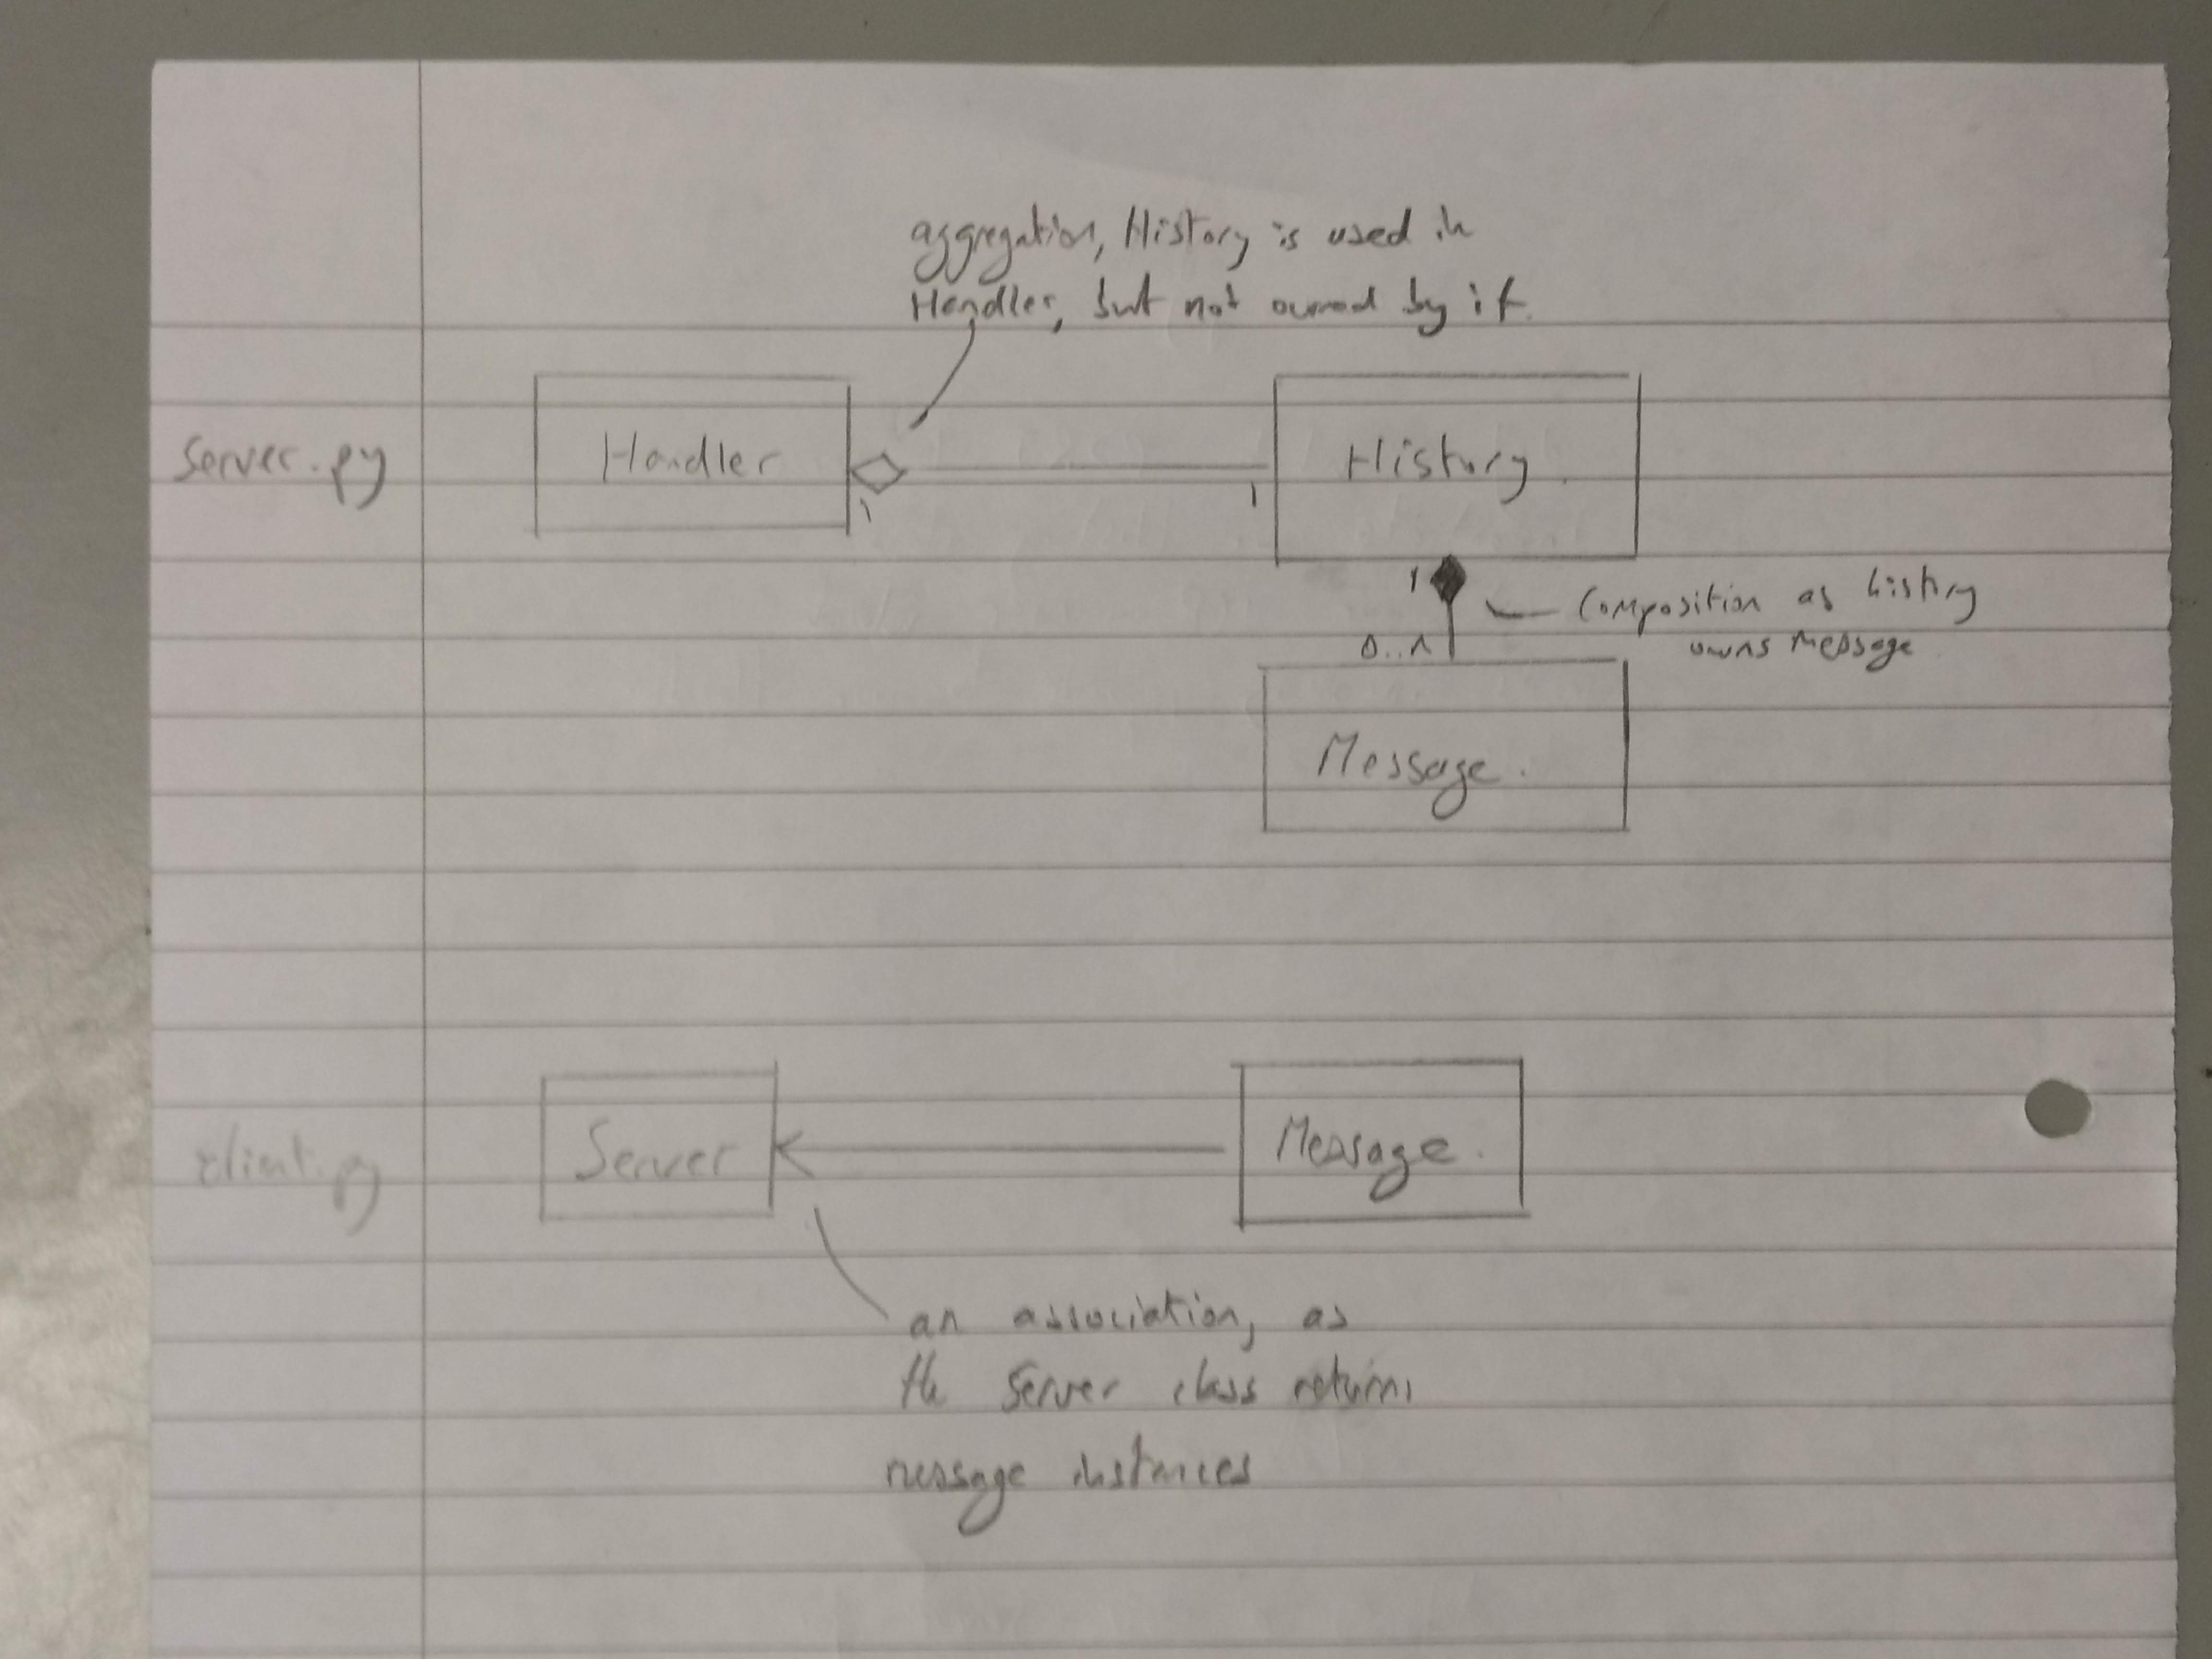 aggregation, History is used in
Handler, but not owned by it.
server.py
Handler
1
1
History.
1
Composition as history
owns Message
0..n
Message.
client.py
Server
Message.
an association, as
the Server class returns
message instances